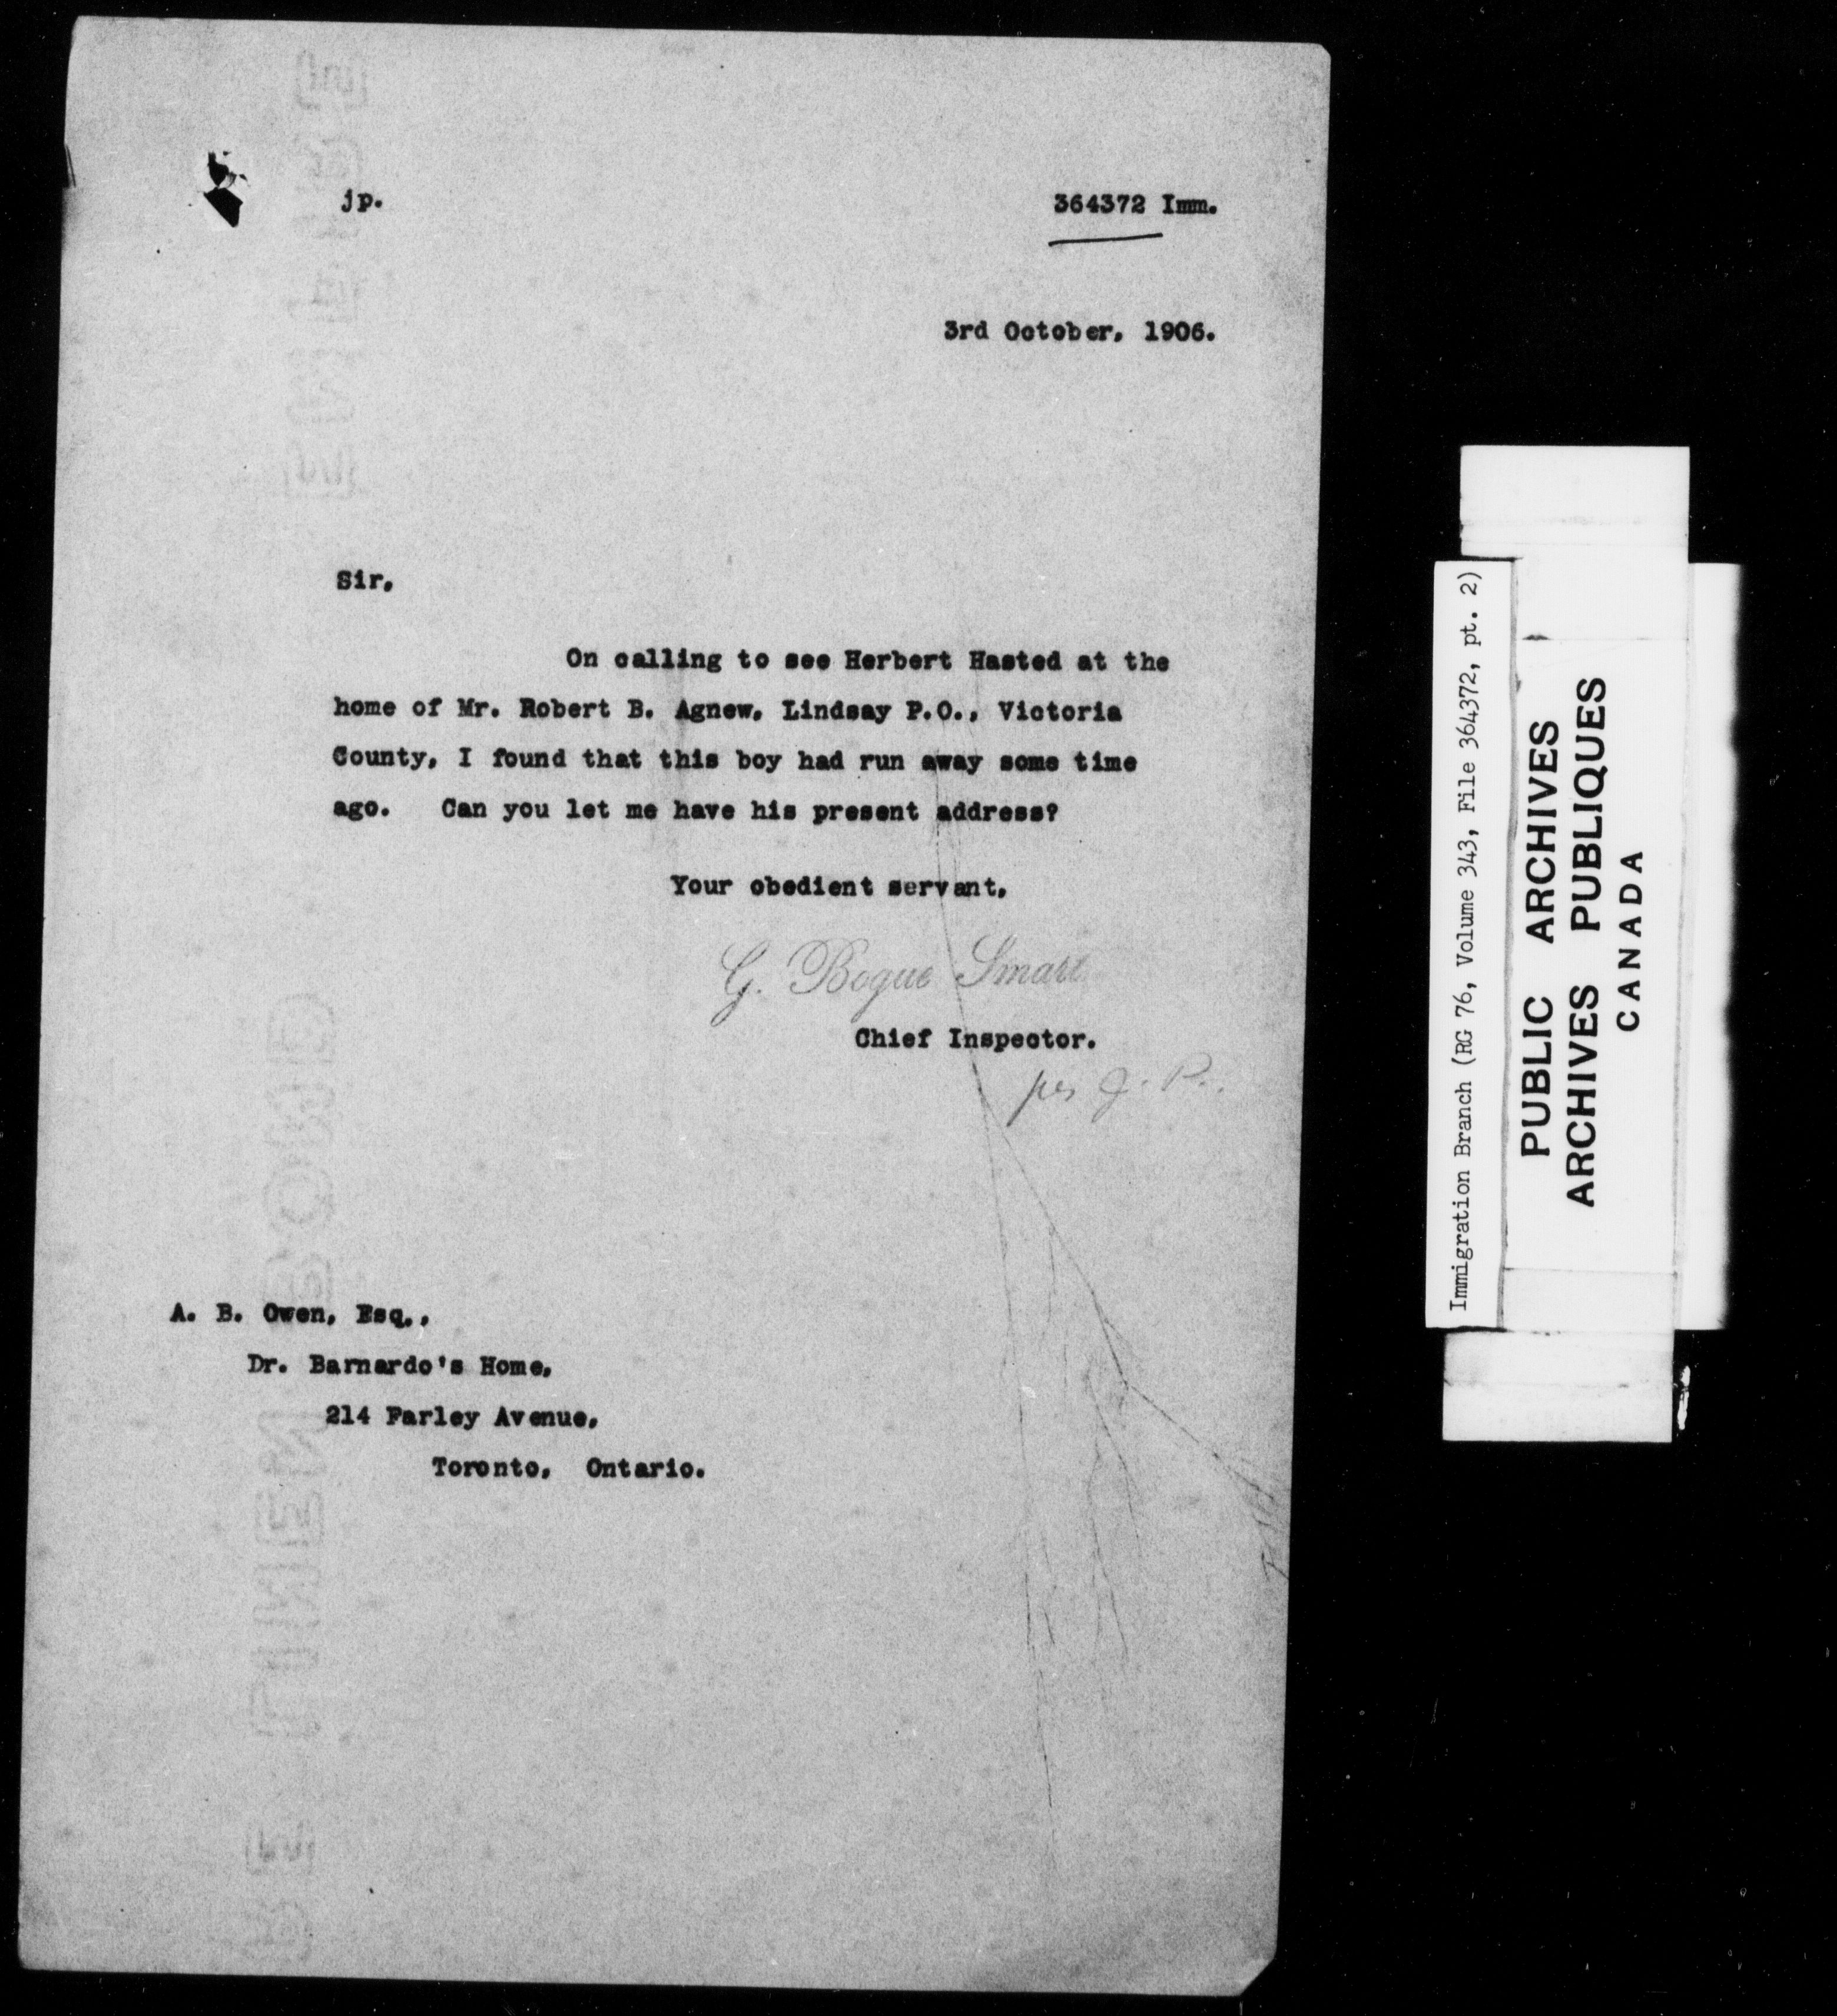 jp.
364372 Imm.
3rd October, 1906.
Sir,
On calling to see Herbert Hasted at the
home of Mr. Robert B. Agnew, Lindsay P.O., Victoria
County, I found that this boy had run away some time
ago. Can you let me have his present address?
Your obedient servant,
G. Bogue Smart
Chief Inspector.
per J. P.
A. B. Owen, Esq.,
Dr. Barnardo's Home,
214 Farley Avenue,
Toronto, Ontario.
Immigration Branch (RG 76, Volume 343, File 364372, pt. 2)
PUBLIC ARCHIVES
ARCHIVES PUBLIQUES
CANADA